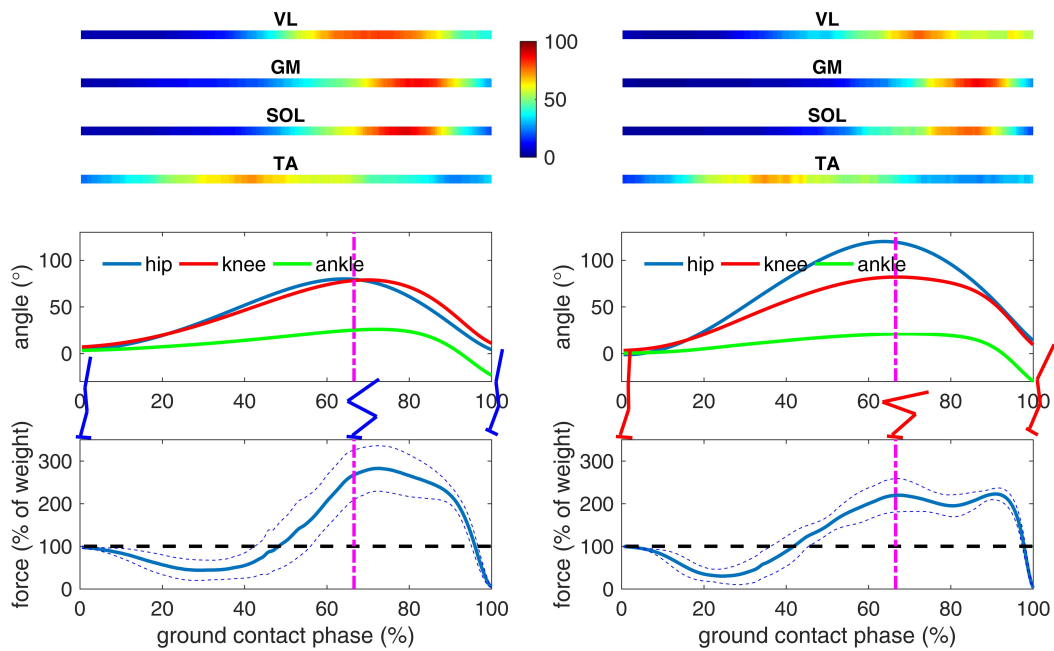 VL
GM
SOL
TA
100
50
0
VL
GM
SOL
TA
angle (°)
100
50
0
hip knee ankle
0 20 40 60 80 100
force (% of weight)
300
200
100
0
0 20 40 60 80 100
ground contact phase (%)
angle (°)
100
50
0
hip knee ankle
0 20 40 60 80 100
force (% of weight)
300
200
100
0
0 20 40 60 80 100
ground contact phase (%)